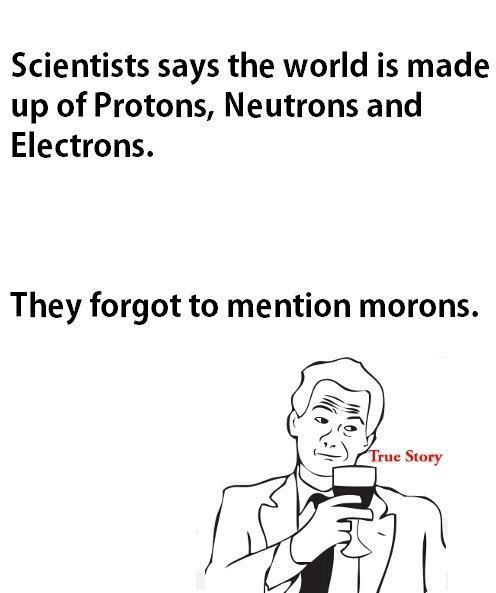 Scientists says the world is made
up of Protons, Neutrons and
Electrons.
They forgot to mention morons.
True Story